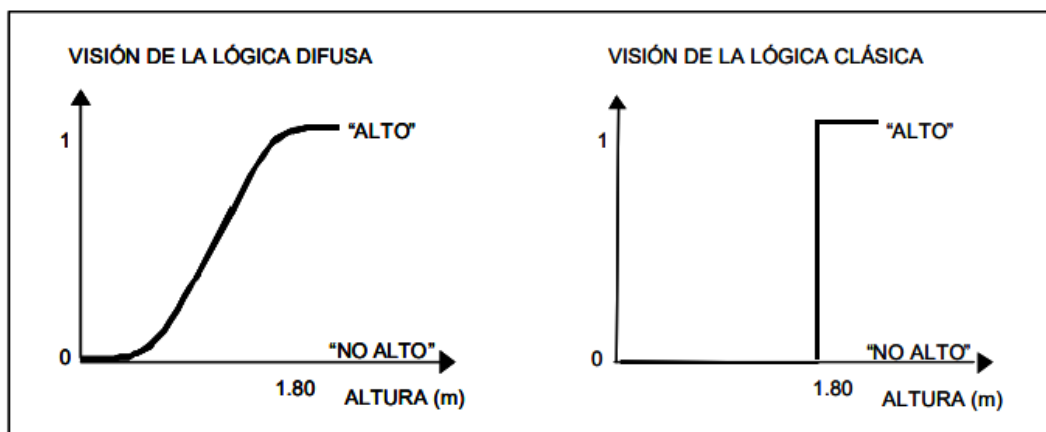 VISIÓN DE LA LÓGICA DIFUSA
1
"ALTO"
0
"NO ALTO"
1.80
ALTURA (m)
VISIÓN DE LA LÓGICA CLÁSICA
1
"ALTO"
0
"NO ALTO"
1.80
ALTURA (m)